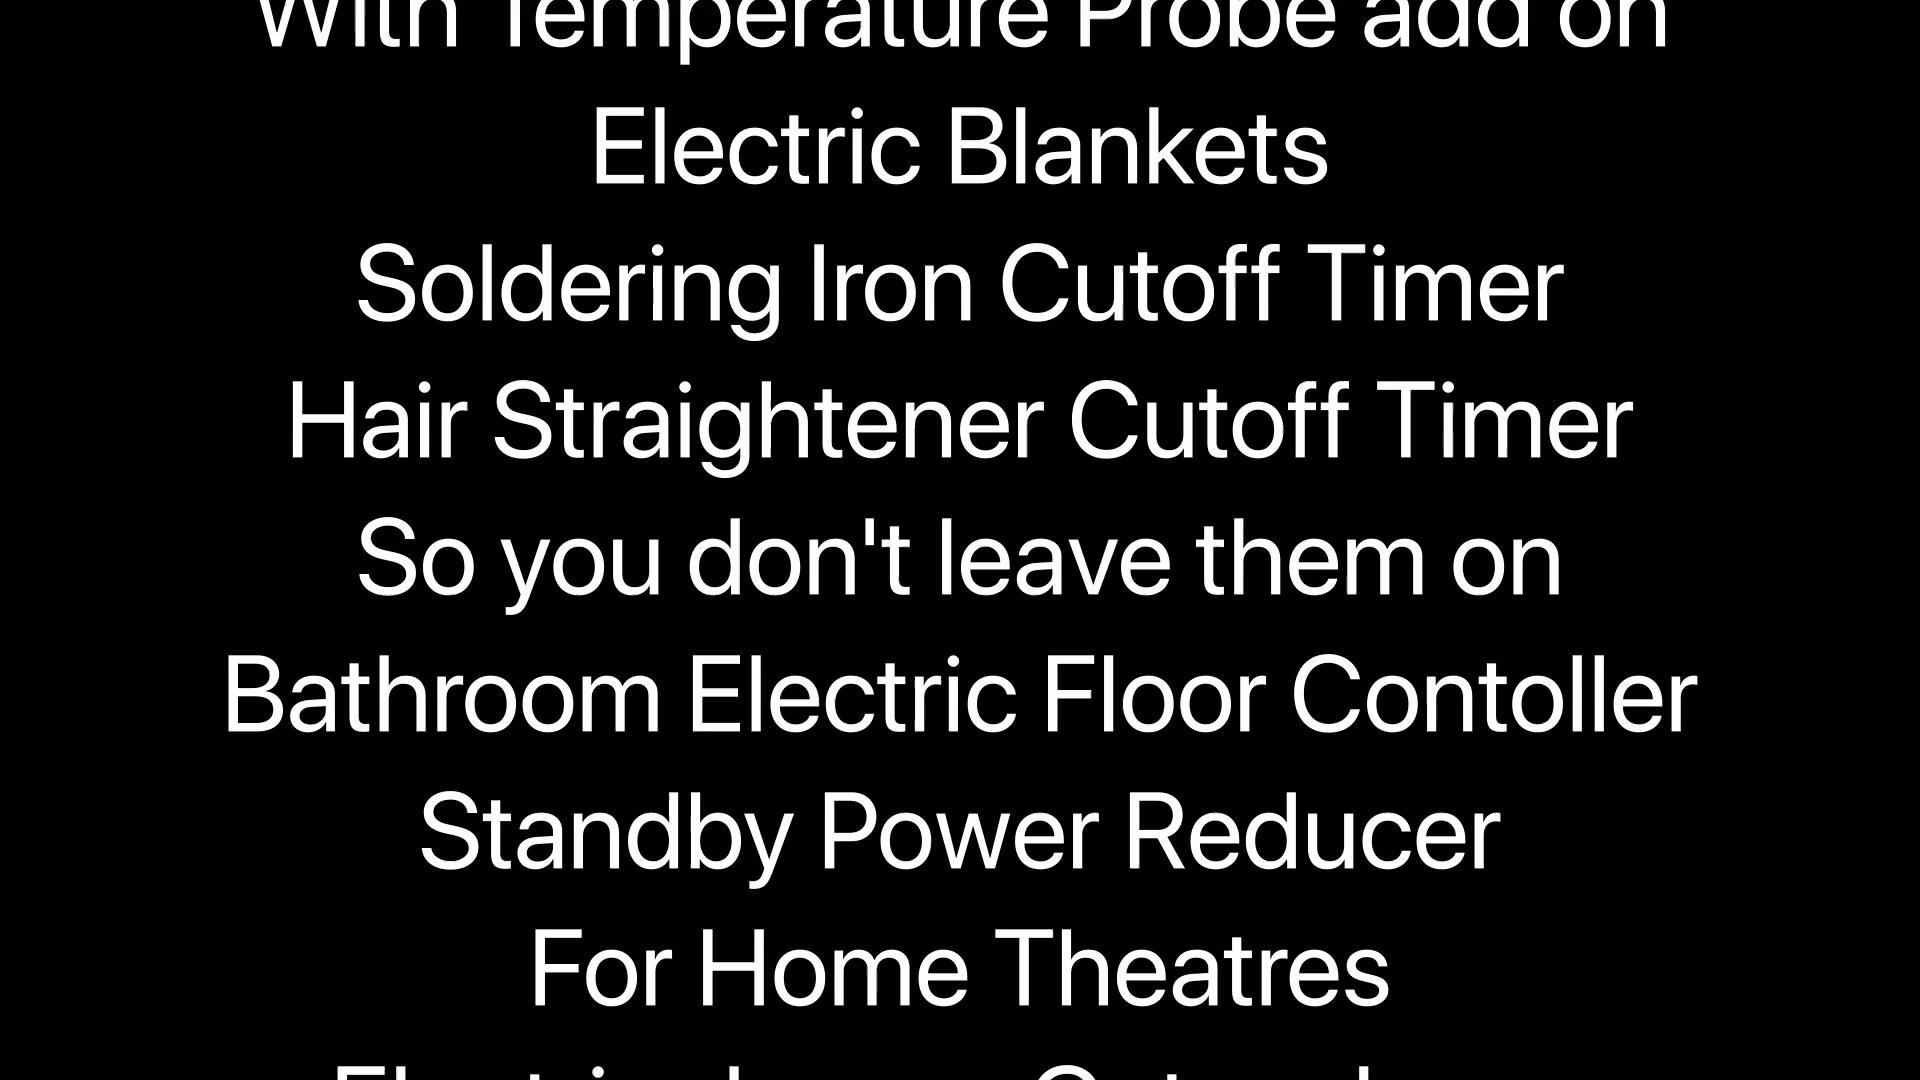 With Temperature Probe add on
Electric Blankets
Soldering Iron Cutoff Timer
Hair Straightener Cutoff Timer
So you don't leave them on
Bathroom Electric Floor Contoller
Standby Power Reducer
For Home Theatres